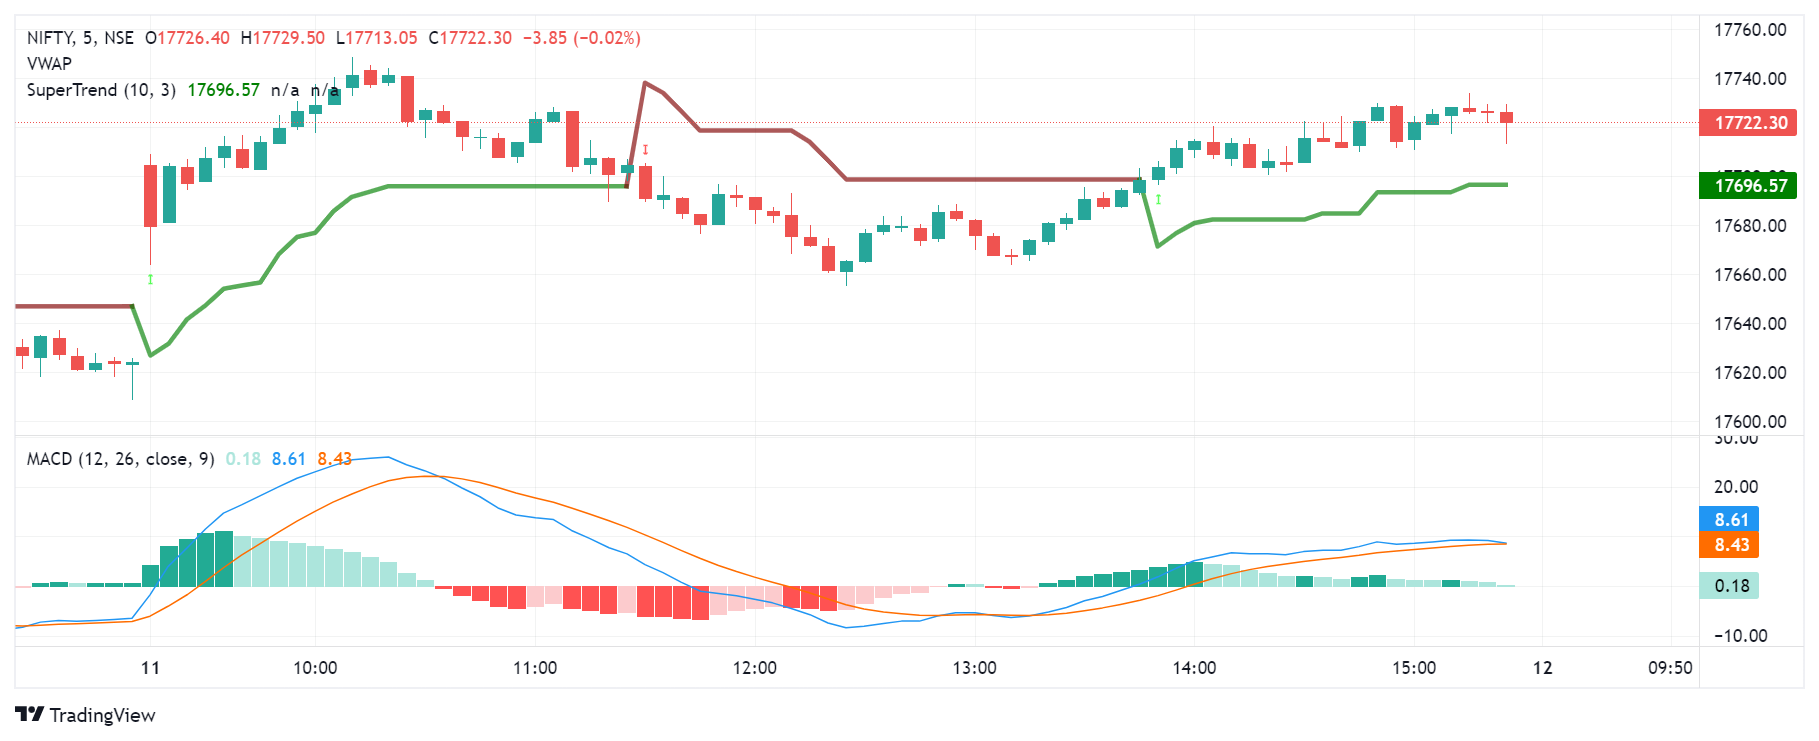 NIFTY, 5, NSE O17726.40 H17729.50 L17713.05 C17722.30 −3.85 (−0.02%)
VWAP
SuperTrend (10, 3) 17696.57 n/a n/a
17760.00
17740.00
17722.30
17696.57
17680.00
17660.00
17640.00
17620.00
17600.00
MACD (12, 26, close, 9) 0.18 8.61 8.43
30.00
20.00
8.61
8.43
0.18
−10.00
11 10:00 11:00 12:00 13:00 14:00 15:00 12 09:50
TradingView